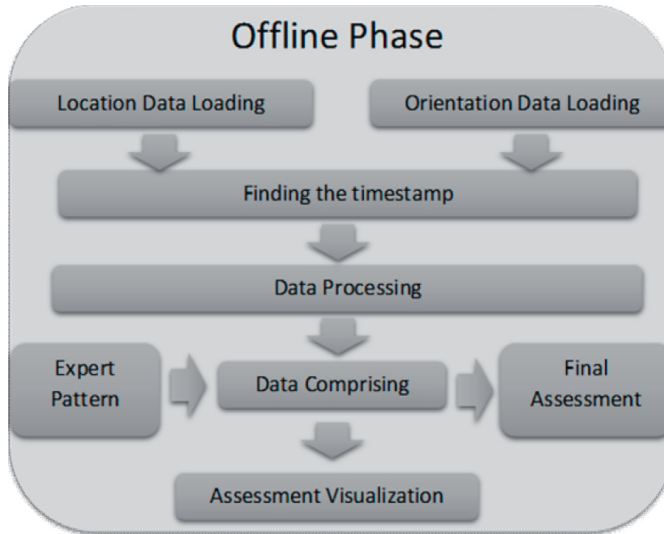 Offline Phase
Location Data Loading
Orientation Data Loading
Finding the timestamp
Data Processing
Expert
Pattern
Data Comprising
Final
Assessment
Assessment Visualization